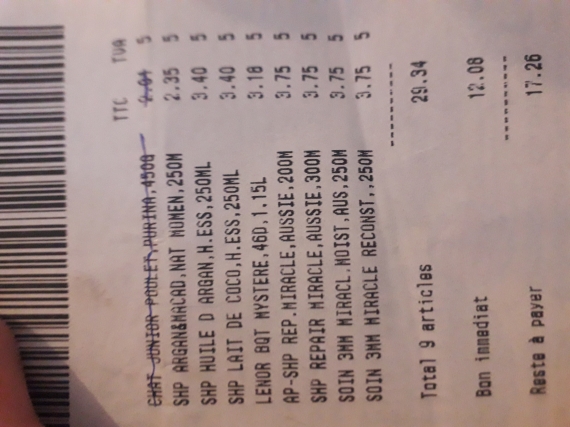 TTC TVA
CHAT JUNIOR POULET,PURINA,450G 2.01 5
SHP ARGAN&MACAD,NAT WOMEN,250M 2.35 5
SHP HUILE D ARGAN,H.ESS,250ML 3.40 5
SHP LAIT DE COCO,H.ESS,250ML 3.40 5
LENOR BQT MYSTERE,46D,1.15L 3.18 5
AP-SHP REP.MIRACLE,AUSSIE,200M 3.75 5
SHP REPAIR MIRACLE,AUSSIE,300M 3.75 5
SOIN 3MM MIRACL.MOIST,AUS,250M 3.75 5
SOIN 3MM MIRACLE RECONST.,250M 3.75 5
----------
Total 9 articles 29.34
Bon immediat 12.08
----------
Reste à payer 17.26